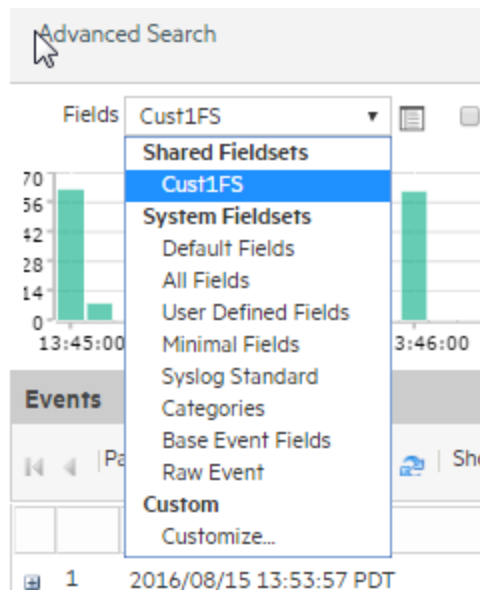 Advanced Search
Fields Cust1FS
Shared Fieldsets
Cust1FS
System Fieldsets
Default Fields
All Fields
User Defined Fields
Minimal Fields
Syslog Standard
Categories
Base Event Fields
Raw Event
Custom
Customize...
70
56
42
28
14
0
13:45:00
3:46:00
Events
Pa
Sho
1 2016/08/15 13:53:57 PDT